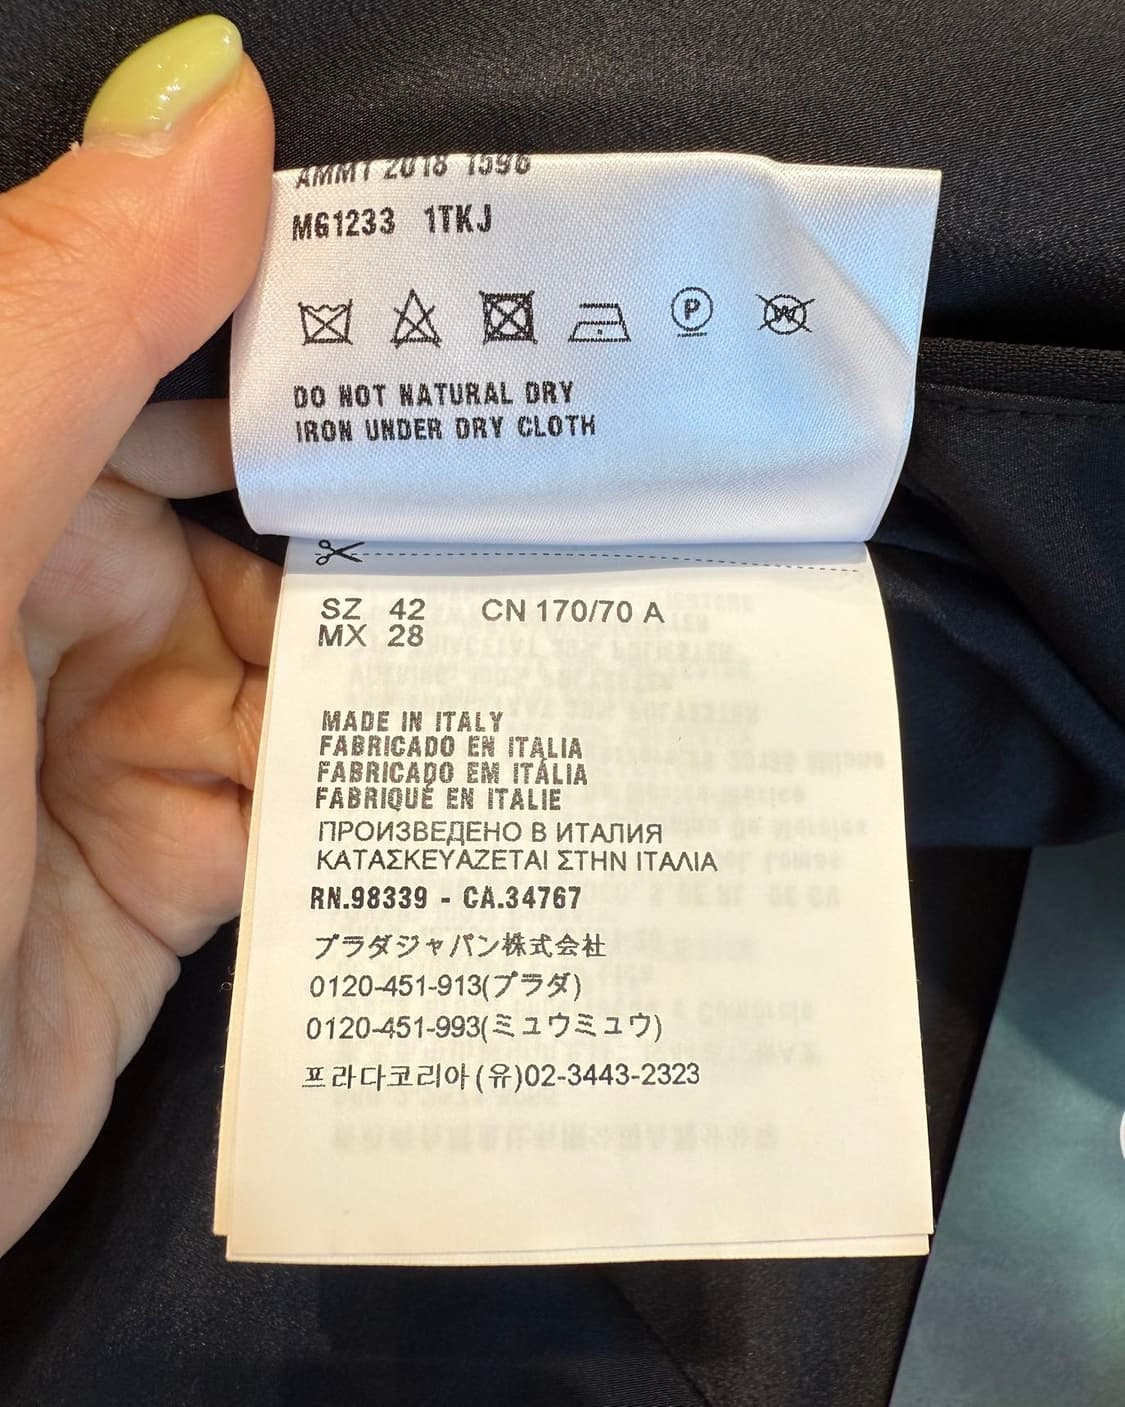 AMMT 2018 1596
M61233 1TKJ
P W
DO NOT NATURAL DRY
IRON UNDER DRY CLOTH
SZ 42 CN 170/70 A
MX 28
MADE IN ITALY
FABRICADO EN ITALIA
FABRICADO EM ITÁLIA
FABRIQUÉ EN ITALIE
ПРОИЗВЕДЕНО В ИТАЛИЯ
ΚΑΤΑΣΚΕΥΑΖΕΤΑΙ ΣΤΗΝ ΙΤΑΛΙΑ
RN.98339 - CA.34767
プラダジャパン株式会社
0120-451-913(プラダ)
0120-451-993(ミュウミュウ)
프라다코리아(유)02-3443-2323